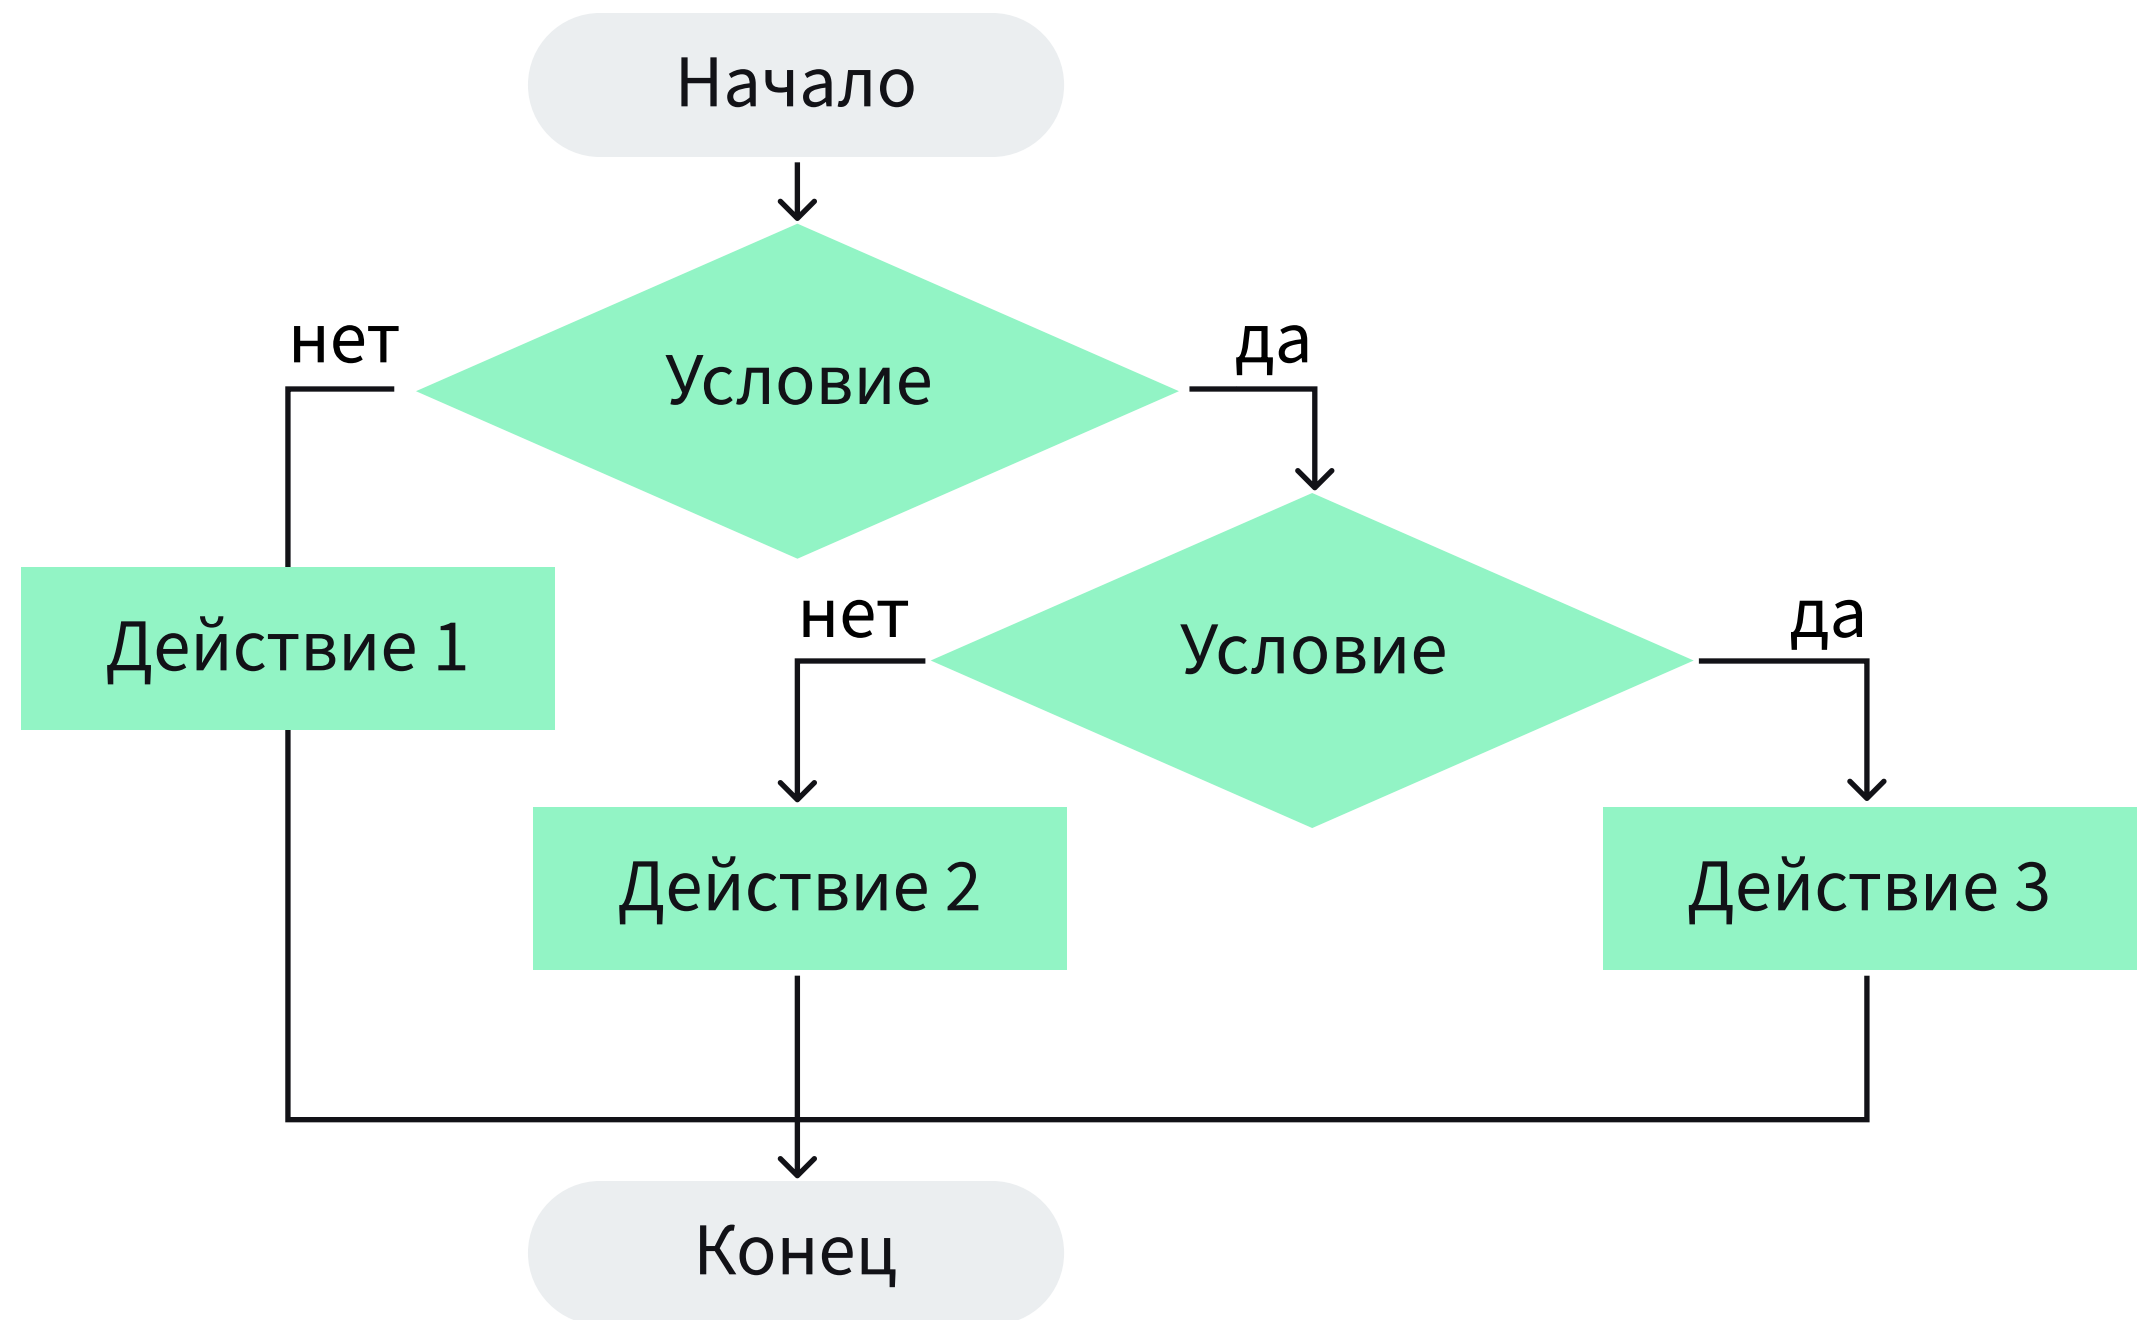 Начало
нет
да
Условие
нет
да
Условие
Действие 1
Действие 2
Действие 3
Конец